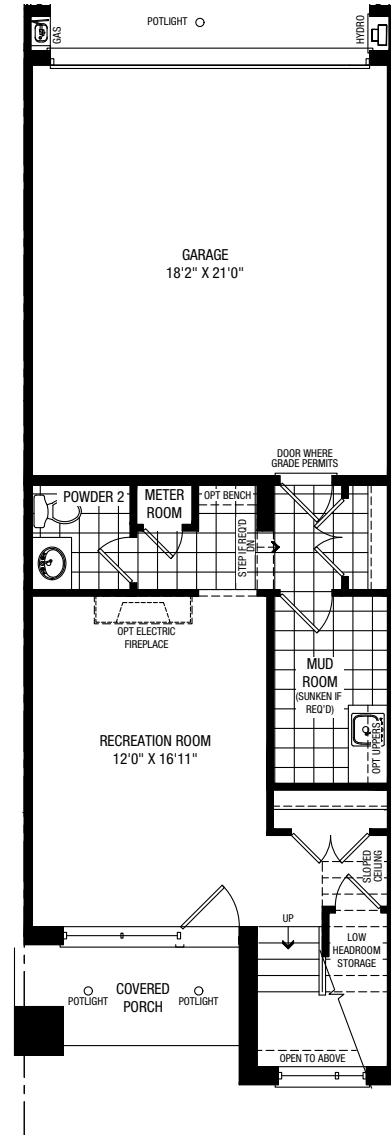 POTLIGHT
GAS
HYDRO
GARAGE
18'2" X 21'0"
DOOR WHERE
GRADE PERMITS
POWDER 2
METER
ROOM
OPT BENCH
STEP IF REQ'D
DN
OPT ELECTRIC
FIREPLACE
MUD
ROOM
(SUNKEN IF
REQ'D)
OPT UPPERS
RECREATION ROOM
12'0" X 16'11"
SLOPED
CEILING
UP
LOW
HEADROOM
STORAGE
POTLIGHT
COVERED
PORCH
POTLIGHT
OPEN TO ABOVE